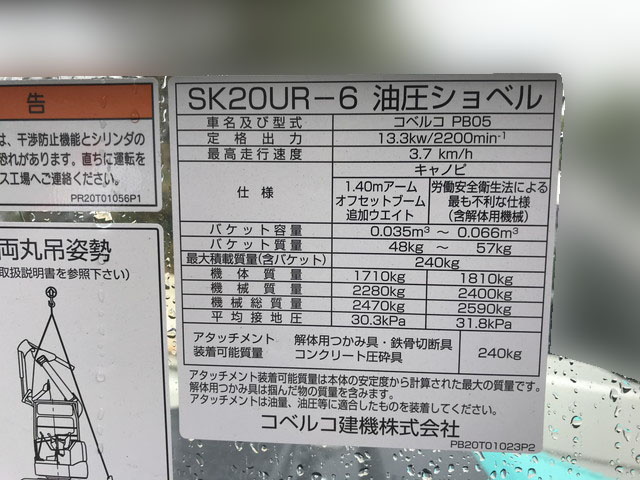 告
は、干渉防止機能とシリンダの
恐れがあります。直ちに運転を
ス工場へご連絡ください。
PR20T01056P1
両丸吊姿勢
取扱説明書を参照下さい)
SK20UR-6 油圧ショベル
車名及び型式 コベルコ PB05
定格出力 13.3kw/2200min-1
最高走行速度 3.7 km/h
仕様 キャノピ
1.40mアーム オフセットブーム 追加ウエイト
労働安全衛生法による 最も不利な仕様 (含解体用機械)
バケット容量 0.035m³ ~ 0.066m³
バケット質量 48kg ~ 57kg
最大積載質量(含バケット) 240kg
機体質量 1710kg 1810kg
機械質量 2280kg 2400kg
機械総質量 2470kg 2590kg
平均接地圧 30.3kPa 31.8kPa
アタッチメント 装着可能質量
解体用つかみ具・鉄骨切断具 コンクリート圧砕具
240kg
アタッチメント装着可能質量は本体の安定度から計算された最大の質量です。
解体用つかみ具は掴んだ物の質量を含みます。
アタッチメントは油量、油圧等に適合したものを装着してください。
コベルコ建機株式会社
PB20T01023P2